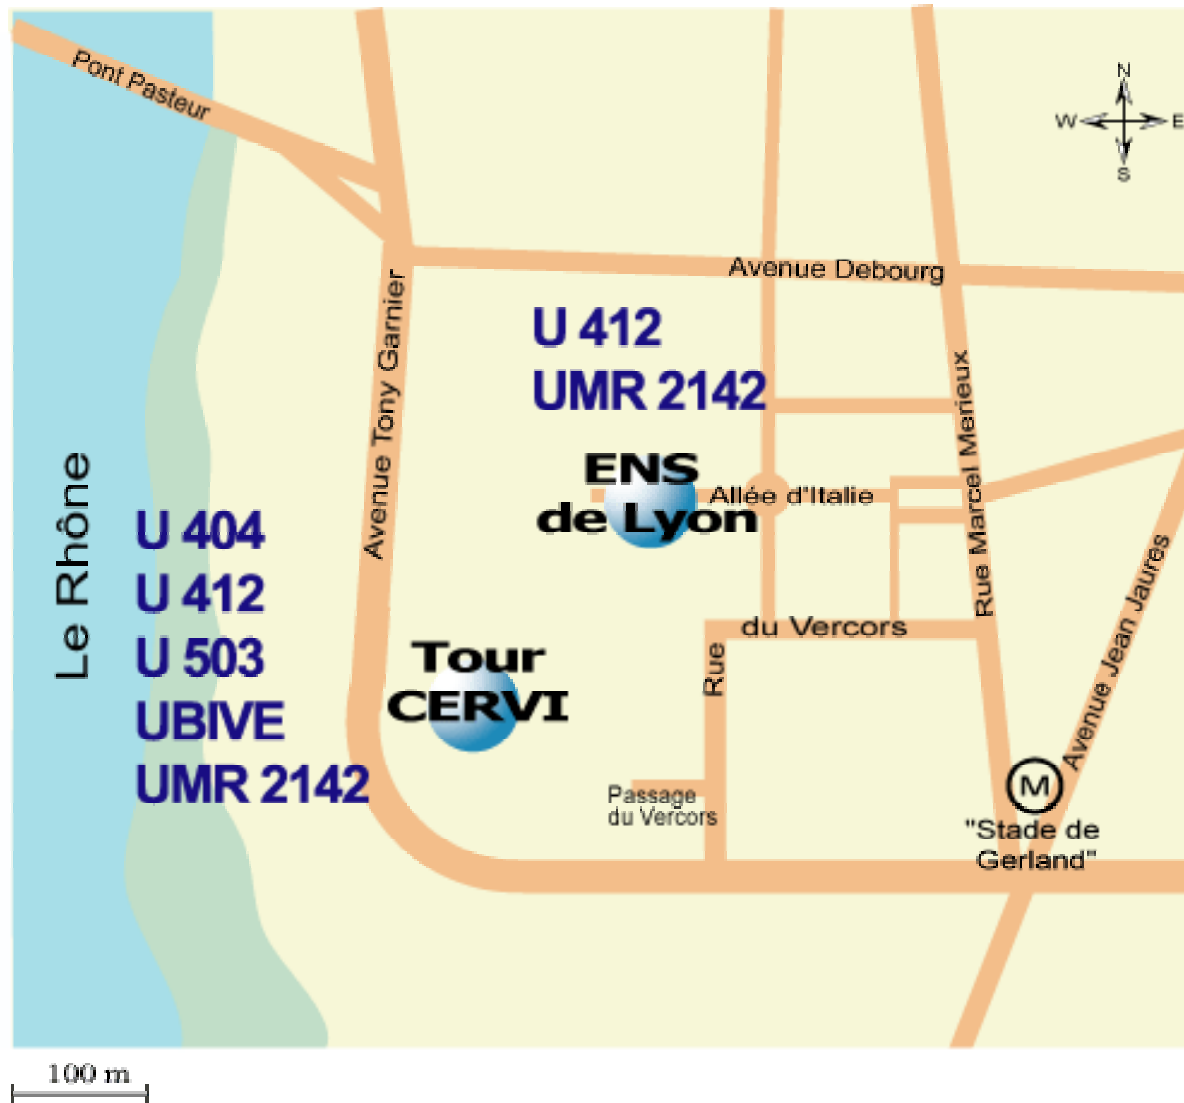 Pont Pasteur
N
W
E
S
Avenue Debourg
Avenue Tony Garnier
U 412
UMR 2142
Rue Marcel Merieux
ENS
de Lyon
Allée d'Italie
Le Rhône
U 404
U 412
U 503
UBIVE
UMR 2142
Avenue Jean Jaures
Rue
du Vercors
Tour
CERVI
Passage
du Vercors
M
"Stade de
Gerland"
100 m